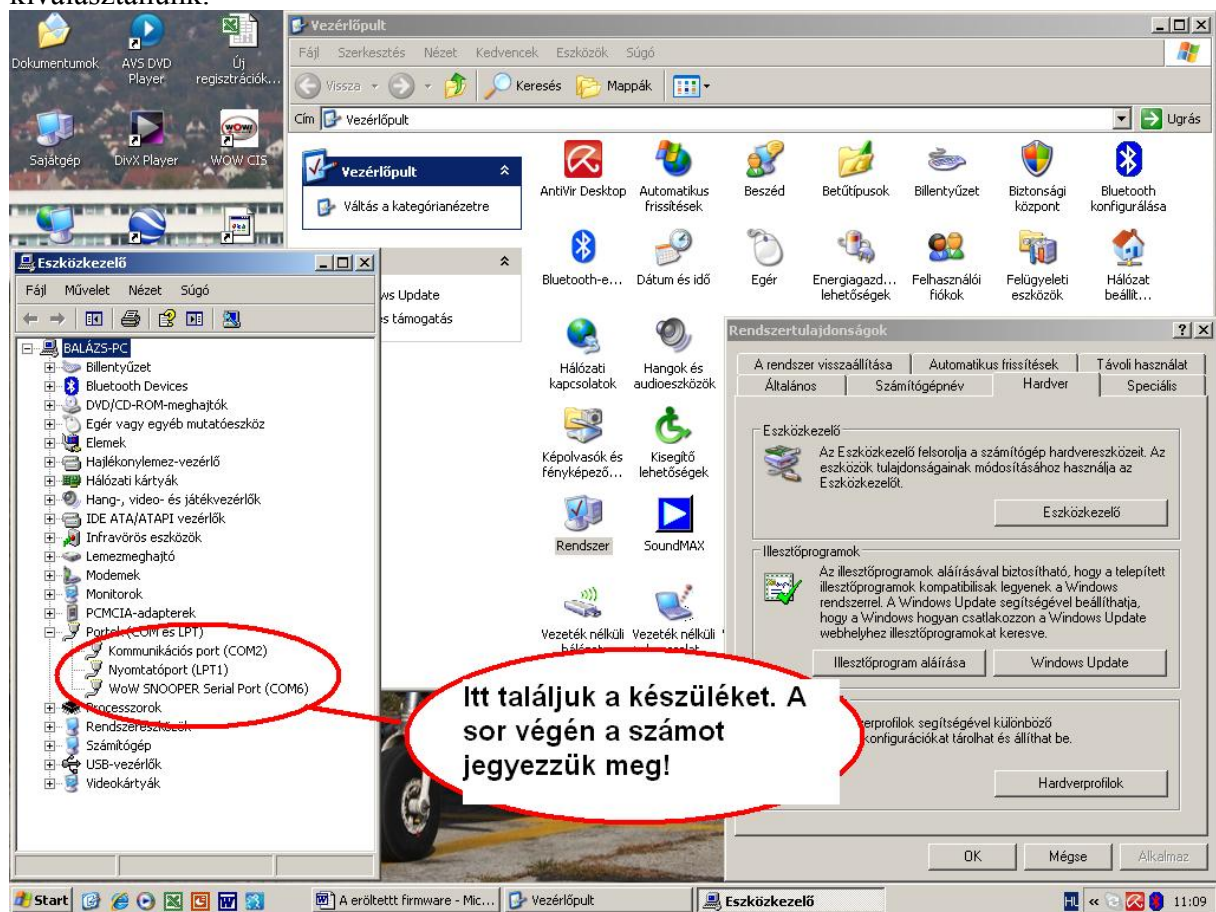 Dokumentumok
AVS DVD
Player
Új
regisztrációk...
Sajátgép
DivX Player
WOW CIS
Vezérlőpult
Fájl Szerkesztés Nézet Kedvencek Eszközök Súgó
Vissza Keresés Mappák
Cím Vezérlőpult Ugrás
Vezérlőpult
Váltás a kategórianézetre
AntiVir Desktop
Automatikus
frissítések
Beszéd
Betűtípusok
Billentyűzet
Biztonsági
központ
Bluetooth
konfigurálása
Bluetooth-e...
Dátum és idő
Egér
Energiagazd...
lehetőségek
Felhasználói
fiókok
Felügyeleti
eszközök
Hálózat
beállít...
Hálózati
kapcsolatok
Hangok és
audioeszközök
Képolvasók és
fényképező...
Kisegítő
lehetőségek
Rendszer
SoundMAX
Vezeték nélküli
Vezeték nélküli
Update
támogatás
Eszközkezelő
Fájl Művelet Nézet Súgó
BALÁZS-PC
Billentyűzet
Bluetooth Devices
DVD/CD-ROM-meghajtók
Egér vagy egyéb mutatóeszköz
Elemek
Hajlékonylemez-vezérlő
Hálózati kártyák
Hang-, video- és játékvezérlők
IDE ATA/ATAPI vezérlők
Infravörös eszközök
Lemezmeghajtó
Modemek
Monitorok
PCMCIA-adapterek
Portok (COM és LPT)
Kommunikációs port (COM2)
Nyomtatóport (LPT1)
WoW SNOOPER Serial Port (COM6)
Processzorok
Rendszereszközök
Számítógép
USB-vezérlők
Videokártyák
Rendszertulajdonságok
A rendszer visszaállítása Automatikus frissítések Távoli használat
Általános Számítógépnév Hardver Speciális
Eszközkezelő
Az Eszközkezelő felsorolja a számítógép hardvereszközeit. Az
eszközök tulajdonságainak módosításához használja az
Eszközkezelőt.
Eszközkezelő
Illesztőprogramok
Az illesztőprogramok aláírásával biztosítható, hogy a telepített
illesztőprogramok kompatibilisak legyenek a Windows
rendszerrel. A Windows Update segítségével beállíthatja,
hogy a Windows hogyan csatlakozzon a Windows Update
webhelyhez illesztőprogramokat keresve.
Illesztőprogram aláírása Windows Update
segítségével különböző
tárolhat és állíthat be.
Hardverprofilok
OK Mégse Alkalmaz
Itt találjuk a készüléket. A
sor végén a számot
jegyezzük meg!
Start A eröltettt firmware - Mic... Vezérlőpult Eszközkezelő HU 11:09